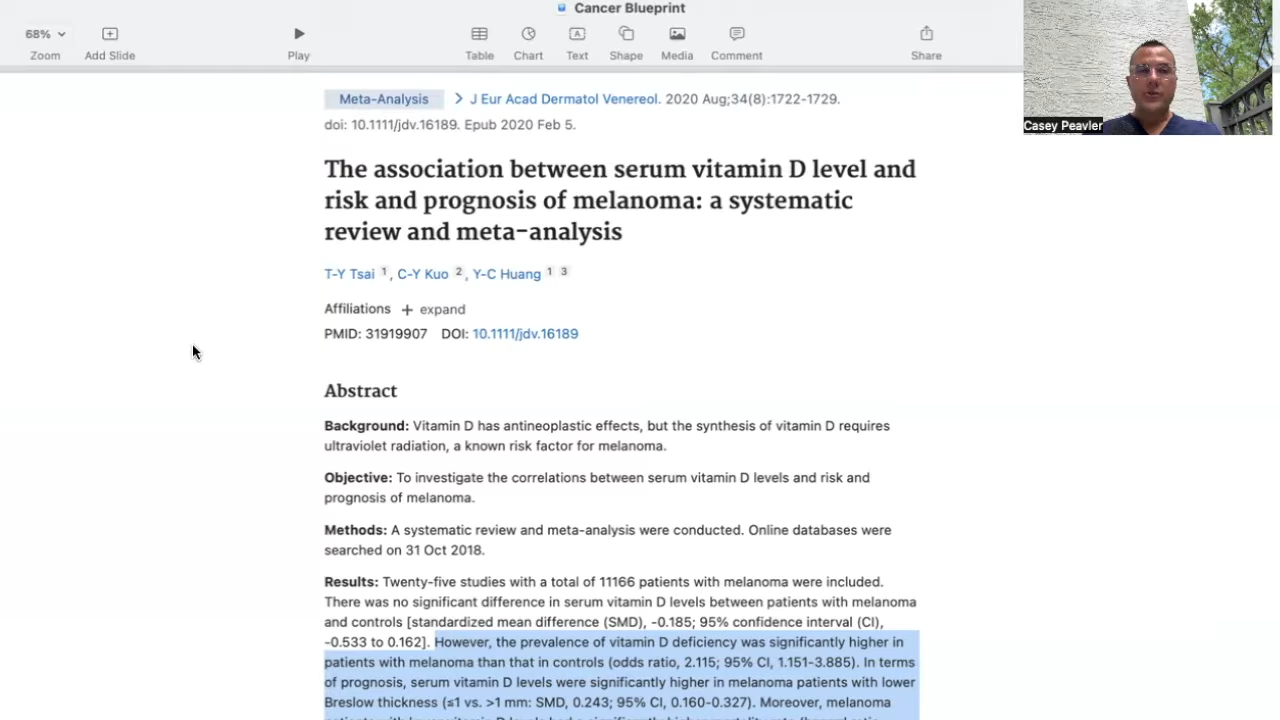 Cancer Blueprint
68%
Zoom
Add Slide
Play
Table
Chart
Text
Shape
Media
Comment
Share
Casey Peavler
Meta-Analysis > J Eur Acad Dermatol Venereol. 2020 Aug;34(8):1722-1729.
doi: 10.1111/jdv.16189. Epub 2020 Feb 5.
The association between serum vitamin D level and
risk and prognosis of melanoma: a systematic
review and meta-analysis
T-Y Tsai 1, C-Y Kuo 2, Y-C Huang 1 3
Affiliations + expand
PMID: 31919907 DOI: 10.1111/jdv.16189
Abstract
Background: Vitamin D has antineoplastic effects, but the synthesis of vitamin D requires
ultraviolet radiation, a known risk factor for melanoma.
Objective: To investigate the correlations between serum vitamin D levels and risk and
prognosis of melanoma.
Methods: A systematic review and meta-analysis were conducted. Online databases were
searched on 31 Oct 2018.
Results: Twenty-five studies with a total of 11166 patients with melanoma were included.
There was no significant difference in serum vitamin D levels between patients with melanoma
and controls [standardized mean difference (SMD), -0.185; 95% confidence interval (CI),
-0.533 to 0.162]. However, the prevalence of vitamin D deficiency was significantly higher in
patients with melanoma than that in controls (odds ratio, 2.115; 95% CI, 1.151-3.885). In terms
of prognosis, serum vitamin D levels were significantly higher in melanoma patients with lower
Breslow thickness (≤1 vs. >1 mm: SMD, 0.243; 95% CI, 0.160-0.327). Moreover, melanoma